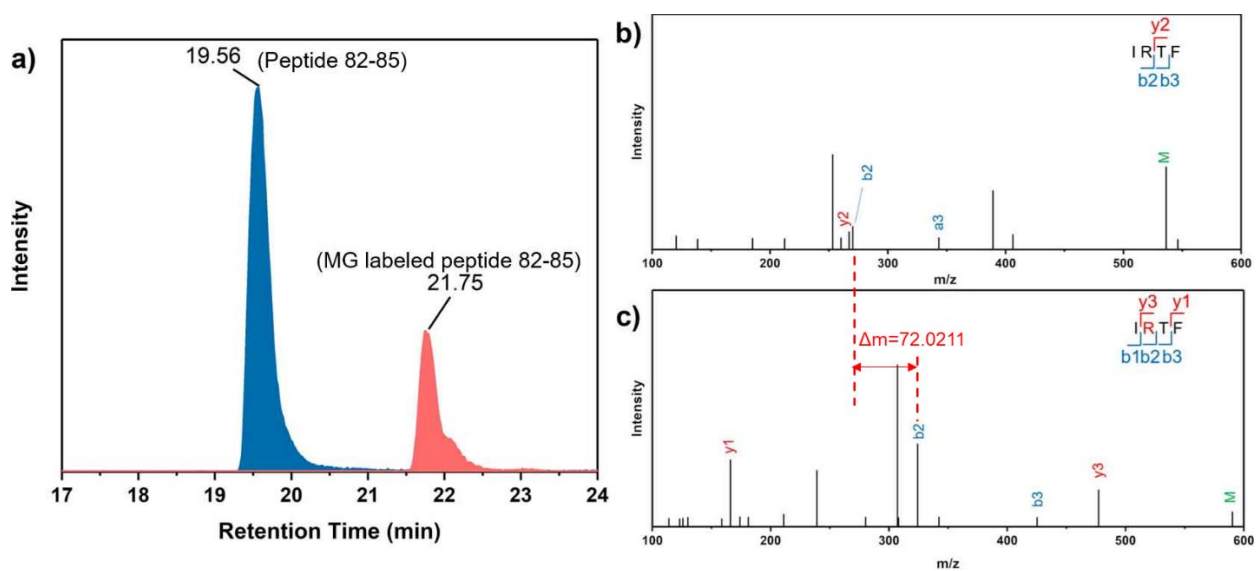 a)
19.56 (Peptide 82-85)
(MG labeled peptide 82-85)
21.75
Intensity
17 18 19 20 21 22 23 24
Retention Time (min)
b)
y2
I R T F
b2 b3
Intensity
y2
b2
a3
M
100 200 300 400 500 600
m/z
c)
y3 y1
I R T F
b1 b2 b3
Δm=72.0211
Intensity
y1
b2
b3
y3
M
100 200 300 400 500 600
m/z